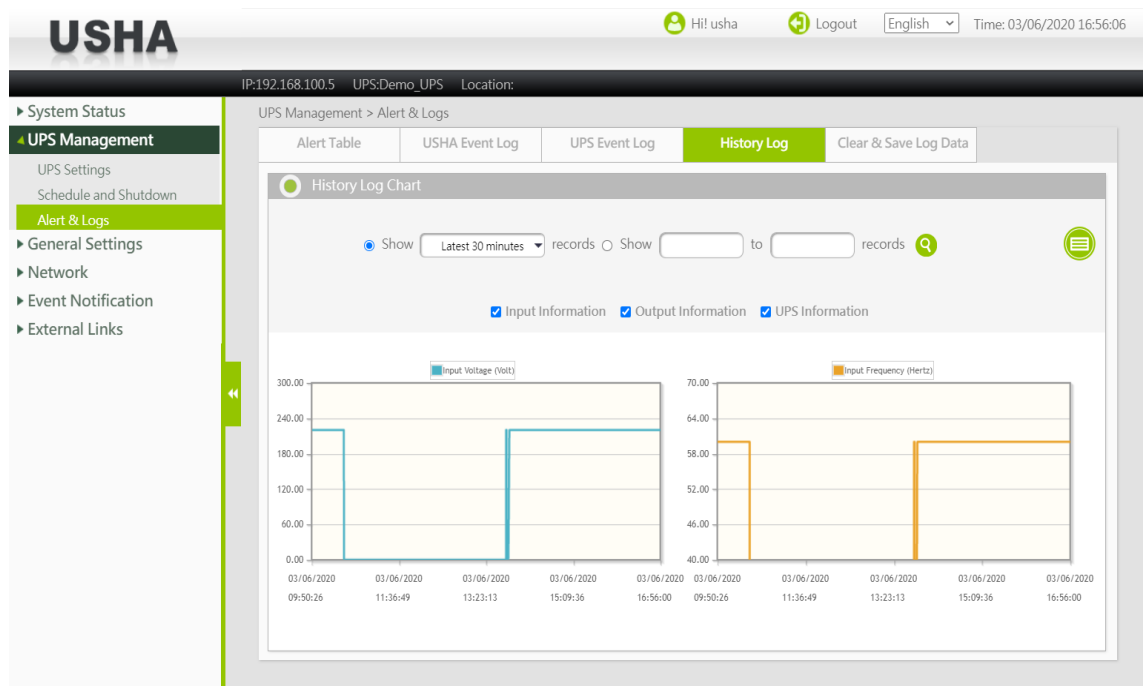 USHA
Hi! usha Logout English Time: 03/06/2020 16:56:06
IP:192.168.100.5 UPS:Demo_UPS Location:
System Status
UPS Management
UPS Settings
Schedule and Shutdown
Alert & Logs
General Settings
Network
Event Notification
External Links
UPS Management > Alert & Logs
Alert Table USHA Event Log UPS Event Log History Log Clear & Save Log Data
History Log Chart
Show Latest 30 minutes records Show to records
Input Information Output Information UPS Information
Input Voltage (Volt)
300.00
240.00
180.00
120.00
60.00
0.00
03/06/2020 03/06/2020 03/06/2020 03/06/2020 03/06/2020
09:50:26 11:36:49 13:23:13 15:09:36 16:56:00
Input Frequency (Hertz)
70.00
64.00
58.00
52.00
46.00
40.00
03/06/2020 03/06/2020 03/06/2020 03/06/2020 03/06/2020
09:50:26 11:36:49 13:23:13 15:09:36 16:56:00